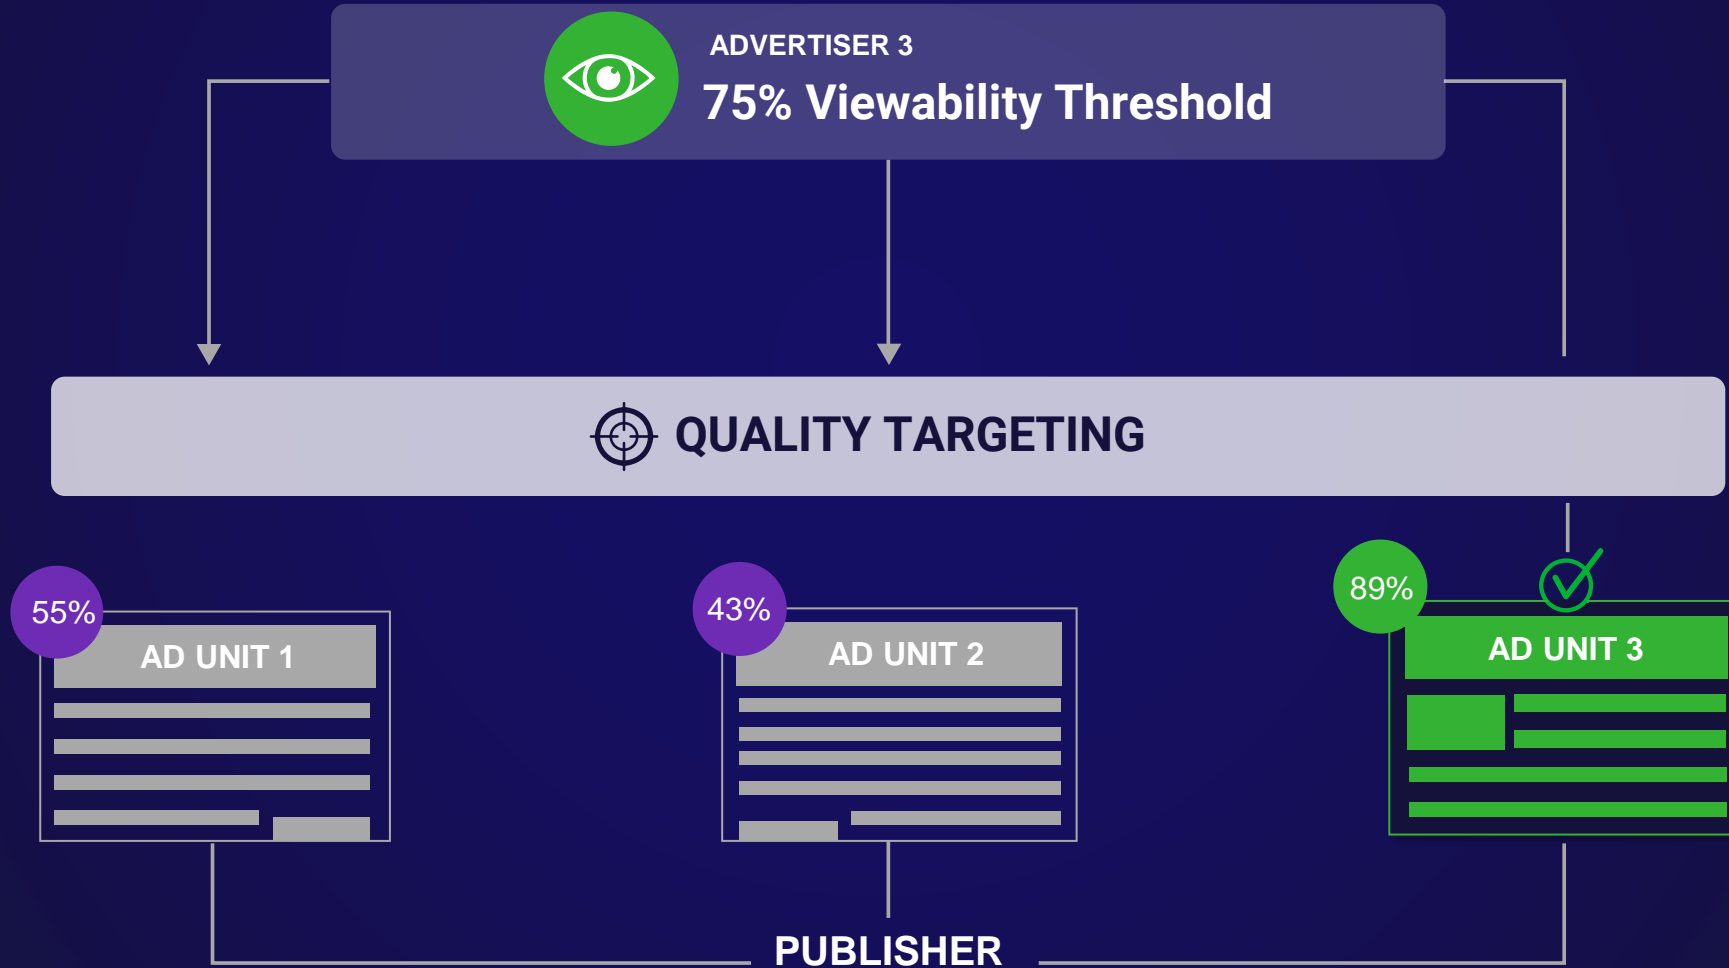 ADVERTISER 3
75% Viewability Threshold
QUALITY TARGETING
55%
AD UNIT 1
43%
AD UNIT 2
89%
AD UNIT 3
PUBLISHER